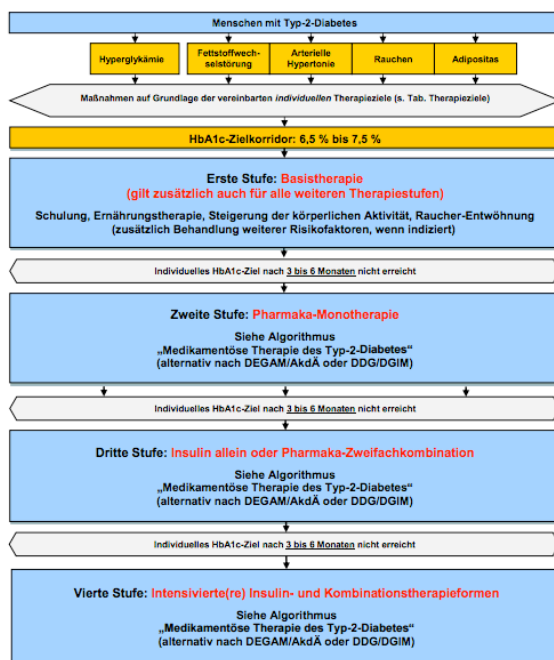 Menschen mit Typ-2-Diabetes
Hyperglykämie
Fettstoffwech-
selstörung
Arterielle
Hypertonie
Rauchen
Adipositas
Maßnahmen auf Grundlage der vereinbarten individuellen Therapieziele (s. Tab. Therapieziele)
HbA1c-Zielkorridor: 6,5 % bis 7,5 %
Erste Stufe: Basistherapie
(gilt zusätzlich auch für alle weiteren Therapiestufen)
Schulung, Ernährungstherapie, Steigerung der körperlichen Aktivität, Raucher-Entwöhnung
(zusätzlich Behandlung weiterer Risikofaktoren, wenn indiziert)
Individuelles HbA1c-Ziel nach 3 bis 6 Monaten nicht erreicht
Zweite Stufe: Pharmaka-Monotherapie
Siehe Algorithmus
„Medikamentöse Therapie des Typ-2-Diabetes“
(alternativ nach DEGAM/AkdÄ oder DDG/DGIM)
Individuelles HbA1c-Ziel nach 3 bis 6 Monaten nicht erreicht
Dritte Stufe: Insulin allein oder Pharmaka-Zweifachkombination
Siehe Algorithmus
„Medikamentöse Therapie des Typ-2-Diabetes“
(alternativ nach DEGAM/AkdÄ oder DDG/DGIM)
Individuelles HbA1c-Ziel nach 3 bis 6 Monaten nicht erreicht
Vierte Stufe: Intensivierte(re) Insulin- und Kombinationstherapieformen
Siehe Algorithmus
„Medikamentöse Therapie des Typ-2-Diabetes“
(alternativ nach DEGAM/AkdÄ oder DDG/DGIM)